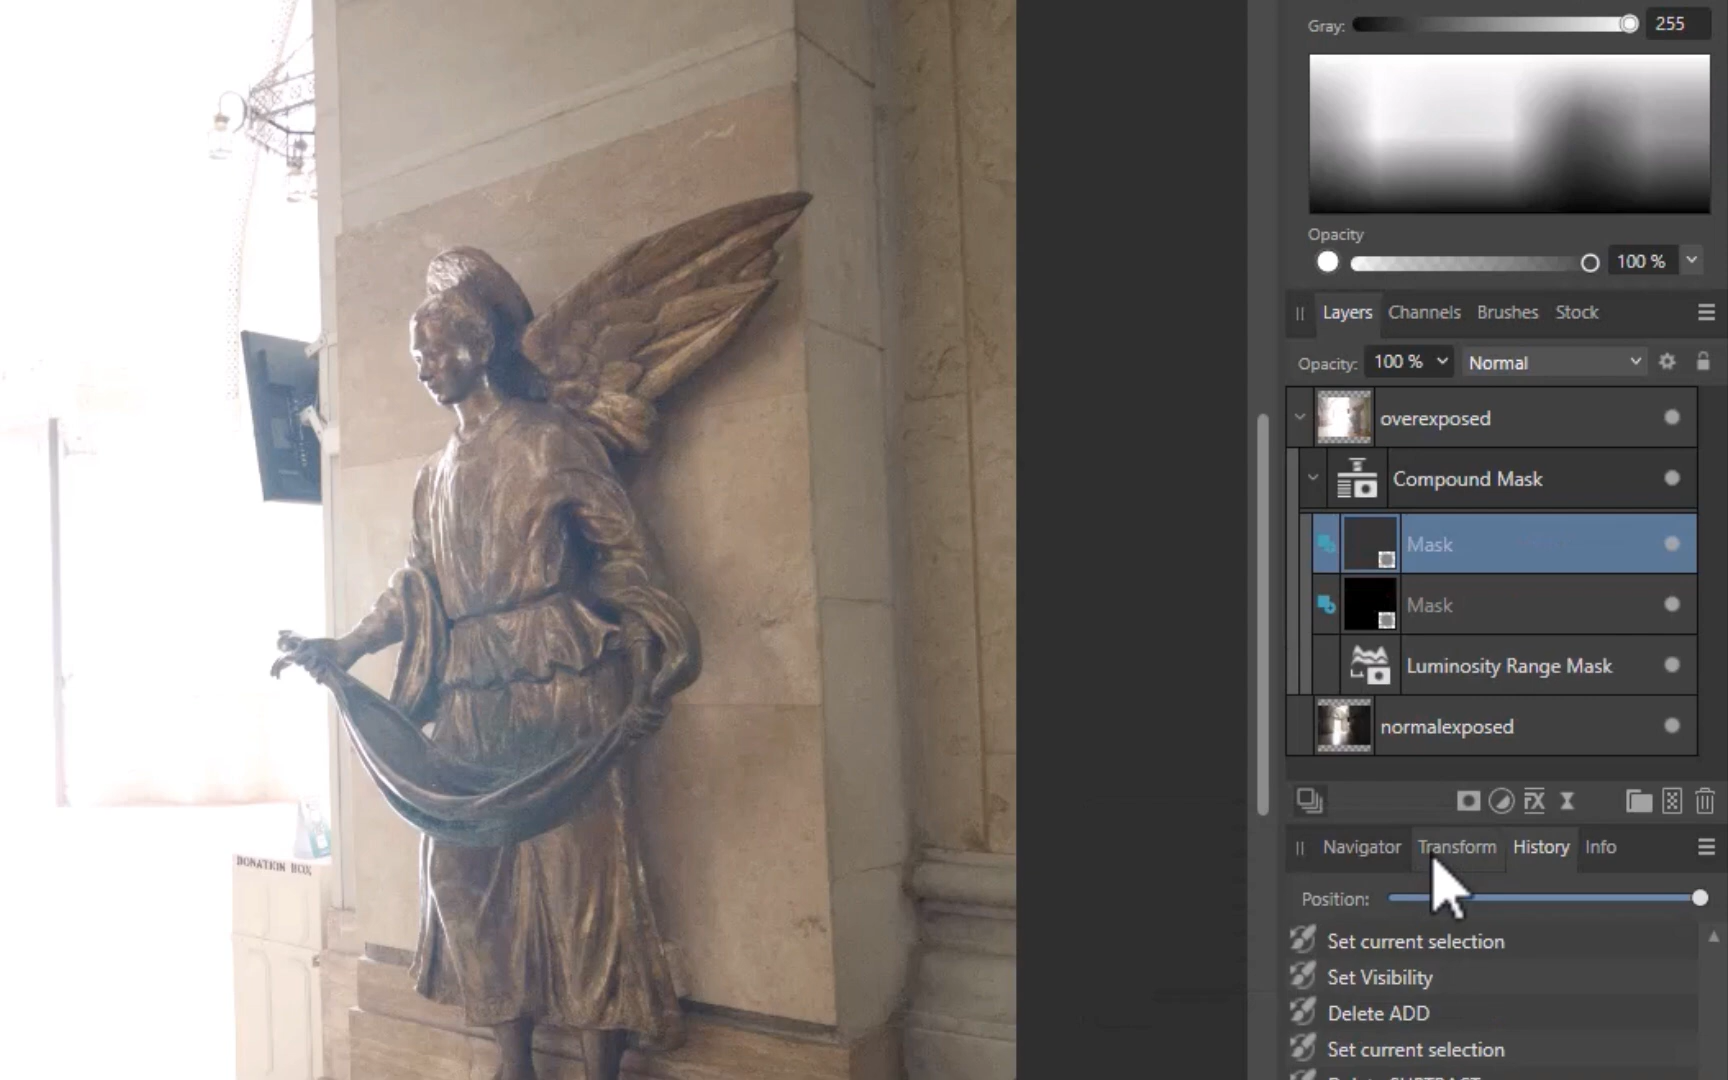 Gray: 255
Opacity
100 %
Layers Channels Brushes Stock
Opacity: 100 % Normal
overexposed
Compound Mask
Mask
Mask
Luminosity Range Mask
normalexposed
Navigator Transform History Info
Position:
Set current selection
Set Visibility
Delete ADD
Set current selection
DONATION BOX